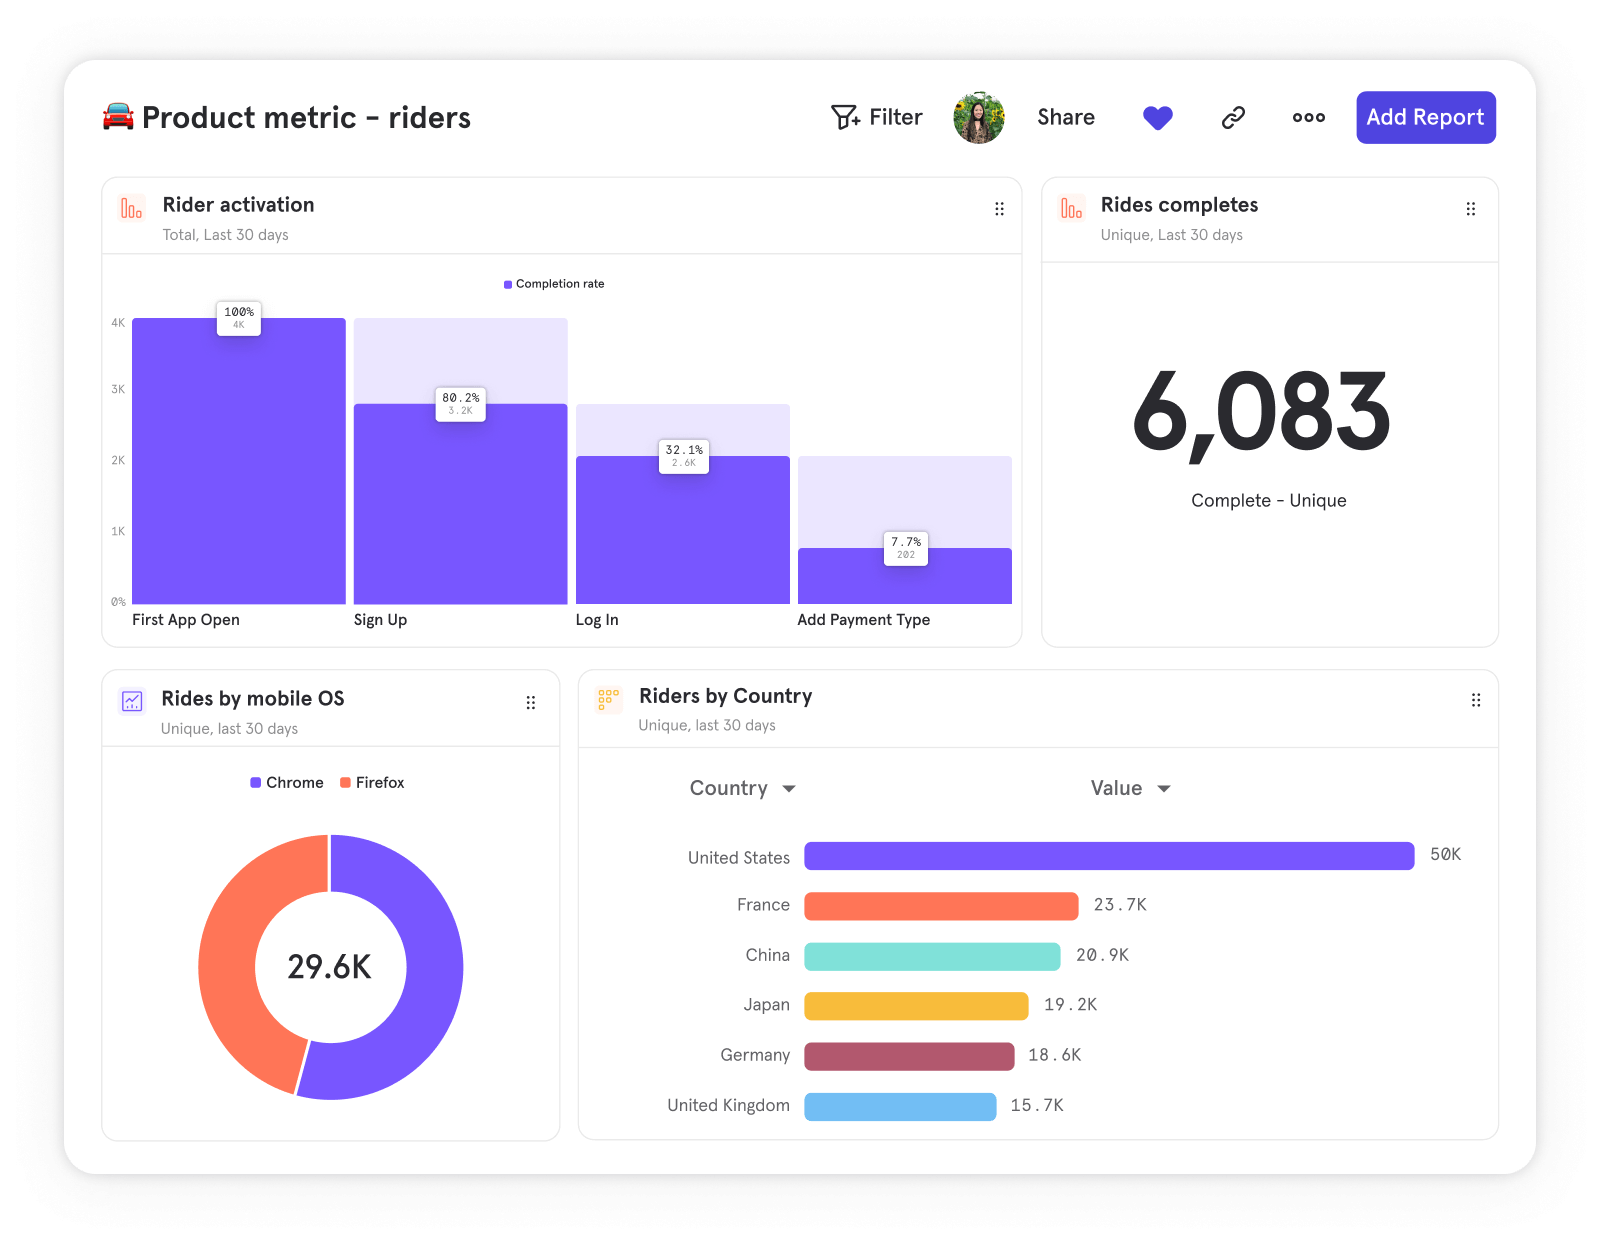 Product metric - riders
Filter
Share
Add Report
Rider activation
Total, Last 30 days
Completion rate
4K
3K
2K
1K
0%
100%
4K
80.2%
3.2K
32.1%
2.6K
7.7%
202
First App Open
Sign Up
Log In
Add Payment Type
Rides completes
Unique, Last 30 days
6,083
Complete - Unique
Rides by mobile OS
Unique, last 30 days
Chrome
Firefox
29.6K
Riders by Country
Unique, last 30 days
Country
Value
United States 50K
France 23.7K
China 20.9K
Japan 19.2K
Germany 18.6K
United Kingdom 15.7K